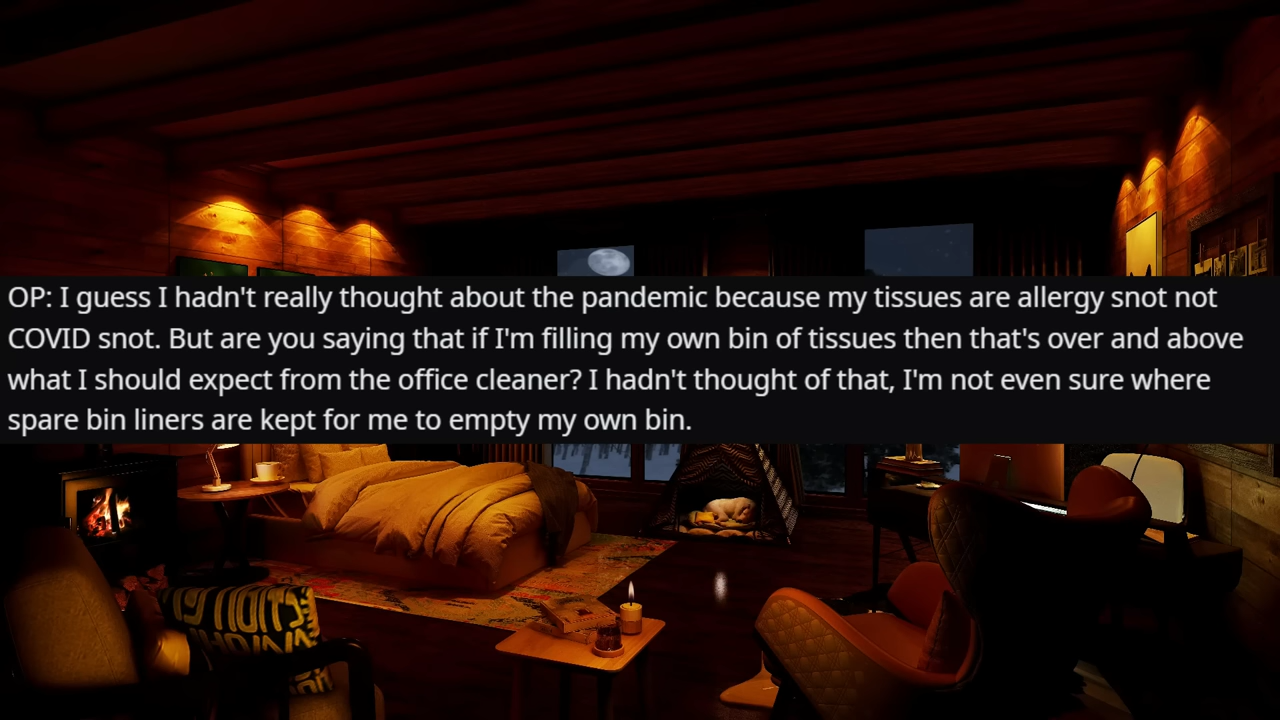 OP: I guess I hadn't really thought about the pandemic because my tissues are allergy snot not
COVID snot. But are you saying that if I'm filling my own bin of tissues then that's over and above
what I should expect from the office cleaner? I hadn't thought of that, I'm not even sure where
spare bin liners are kept for me to empty my own bin.